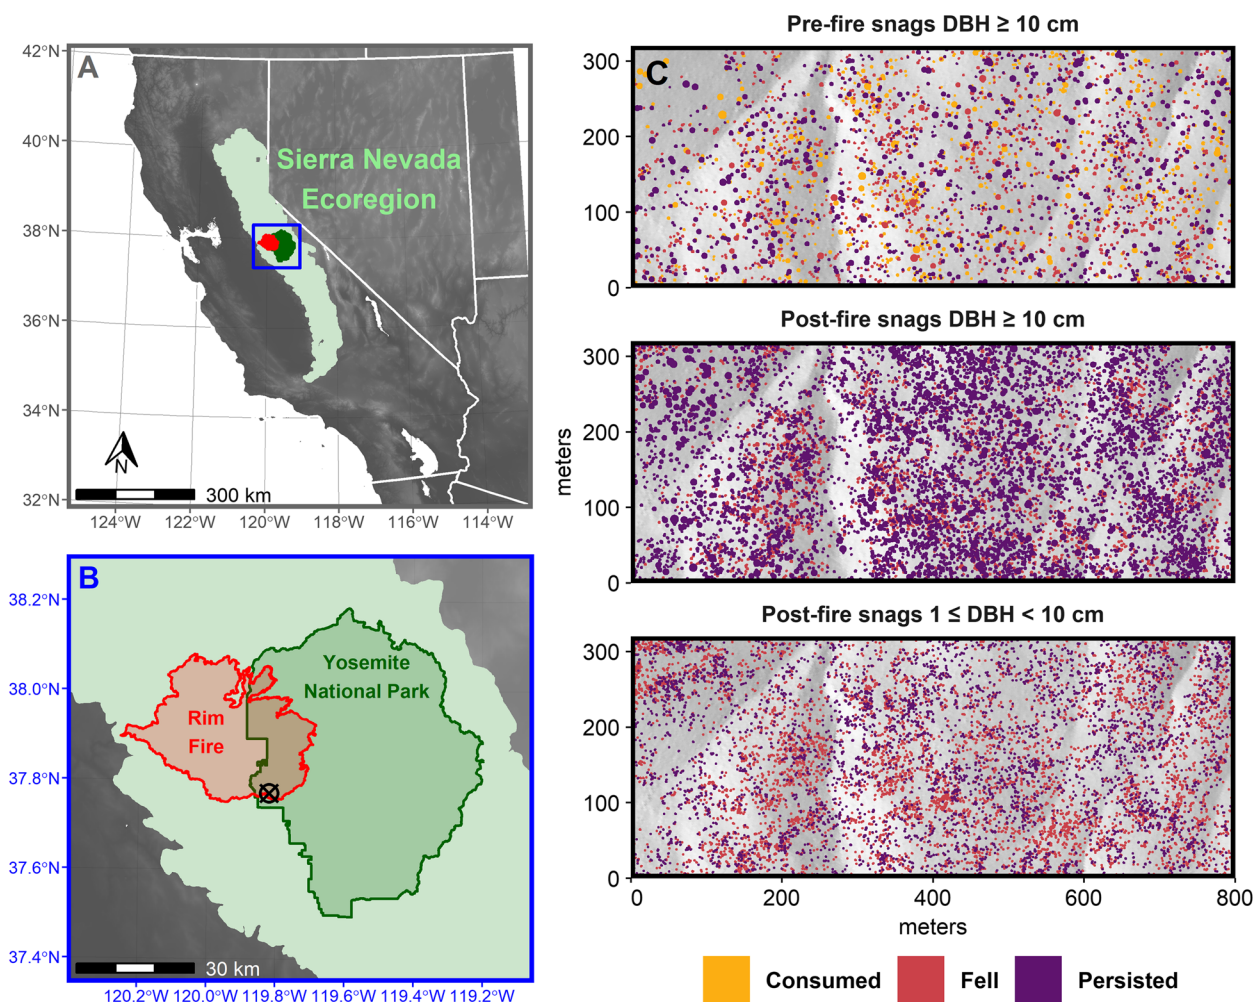 A
42°N
40°N
38°N
36°N
34°N
32°N
Sierra Nevada
Ecoregion
N
300 km
124°W 122°W 120°W 118°W 116°W 114°W
B
38.2°N
38.0°N
37.8°N
37.6°N
37.4°N
Yosemite
National Park
Rim
Fire
30 km
120.2°W 120.0°W 119.8°W 119.6°W 119.4°W 119.2°W
Pre-fire snags DBH ≥ 10 cm
C
300
200
100
0
Post-fire snags DBH ≥ 10 cm
300
200
100
0
meters
Post-fire snags 1 ≤ DBH < 10 cm
300
200
100
0
0 200 400 600 800
meters
Consumed Fell Persisted